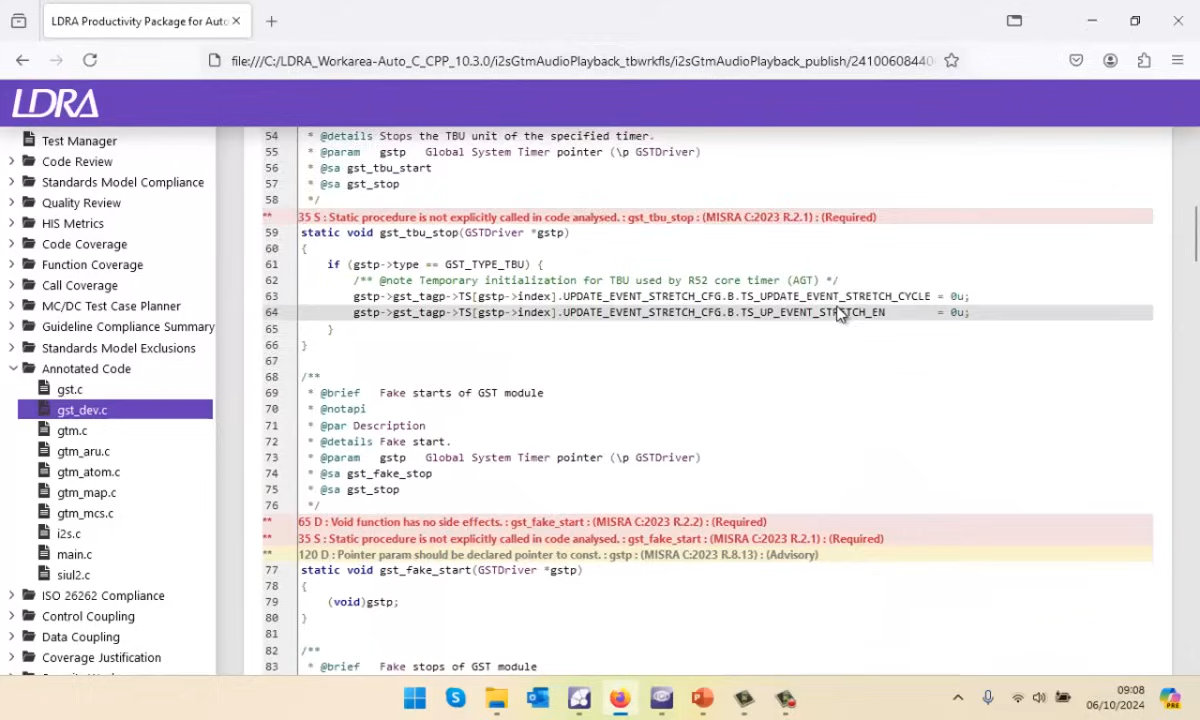 LDRA Productivity Package for Auto
file:///C:/LDRA_Workarea-Auto_C_CPP_10.3.0/i2sGtmAudioPlayback_tbwrkfls/i2sGtmAudioPlayback_publish/24100608440
LDRA
Test Manager
Code Review
Standards Model Compliance
Quality Review
HIS Metrics
Code Coverage
Function Coverage
Call Coverage
MC/DC Test Case Planner
Guideline Compliance Summary
Standards Model Exclusions
Annotated Code
gst.c
gst_dev.c
gtm.c
gtm_aru.c
gtm_atom.c
gtm_map.c
gtm_mcs.c
i2s.c
main.c
siul2.c
ISO 26262 Compliance
Control Coupling
Data Coupling
Coverage Justification
54 * @details Stops the TBU unit of the specified timer.
55 * @param gstp Global System Timer pointer (\p GSTDriver)
56 * @sa gst_tbu_start
57 * @sa gst_stop
58 */
** 35 S : Static procedure is not explicitly called in code analysed. : gst_tbu_stop : (MISRA C:2023 R.2.1) : (Required)
59 static void gst_tbu_stop(GSTDriver *gstp)
60 {
61 if (gstp->type == GST_TYPE_TBU) {
62 /** @note Temporary initialization for TBU used by R52 core timer (AGT) */
63 gstp->gst_tagp->TS[gstp->index].UPDATE_EVENT_STRETCH_CFG.B.TS_UPDATE_EVENT_STRETCH_CYCLE = 0u;
64 gstp->gst_tagp->TS[gstp->index].UPDATE_EVENT_STRETCH_CFG.B.TS_UP_EVENT_STRETCH_EN = 0u;
65 }
66 }
67
68 /**
69 * @brief Fake starts of GST module
70 * @notapi
71 * @par Description
72 * @details Fake start.
73 * @param gstp Global System Timer pointer (\p GSTDriver)
74 * @sa gst_fake_stop
75 * @sa gst_stop
76 */
** 65 D : Void function has no side effects. : gst_fake_start : (MISRA C:2023 R.2.2) : (Required)
** 35 S : Static procedure is not explicitly called in code analysed. : gst_fake_start : (MISRA C:2023 R.2.1) : (Required)
** 120 D : Pointer param should be declared pointer to const. : gstp : (MISRA C:2023 R.8.13) : (Advisory)
77 static void gst_fake_start(GSTDriver *gstp)
78 {
79 (void)gstp;
80 }
81
82 /**
83 * @brief Fake stops of GST module
09:08
06/10/2024
PRE